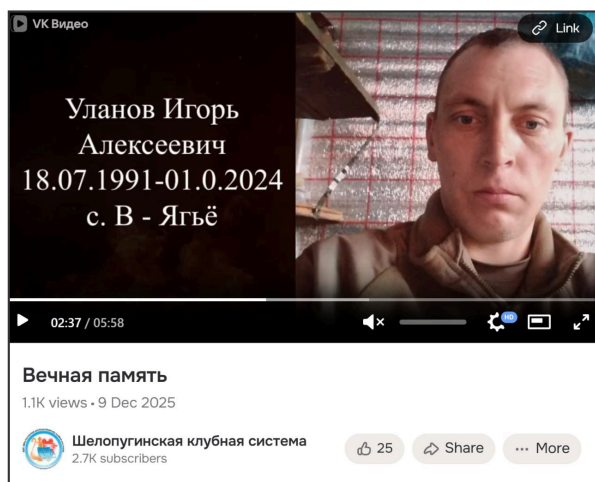 VK Видео
Link
Уланов Игорь
Алексеевич
18.07.1991-01.0.2024
с. В - Ягьё
02:37 / 05:58
HD
Вечная память
1.1K views • 9 Dec 2025
Шелопугинская клубная система
2.7K subscribers
25
Share
More